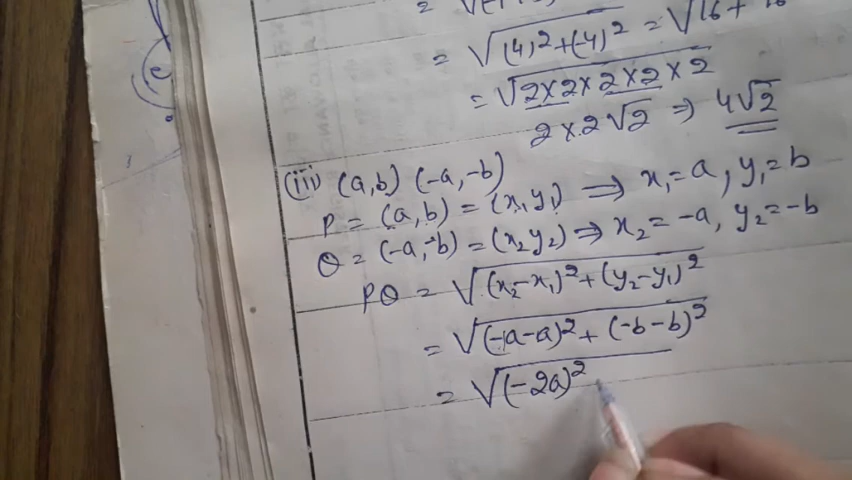 = √(4)² + (-4)² = √16 +
= √2×2×2×2×2
2×2√2 ⇒ 4√2
(iii) (a,b) (-a,-b)
P = (a,b) = (x₁y₁) ⇒ x₁=a, y₁=b
Q = (-a,-b) = (x₂y₂) ⇒ x₂=-a, y₂=-b
PQ = √(x₂-x₁)² + (y₂-y₁)²
= √(-a-a)² + (-b-b)²
= √(-2a)²